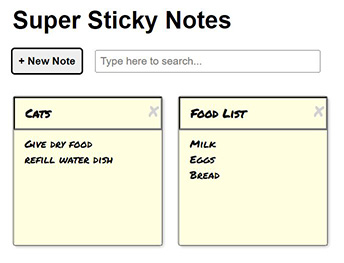 Super Sticky Notes
+ New Note
Type here to search...
Cats
x
Give dry food
refill water dish
Food List
x
Milk
Eggs
Bread